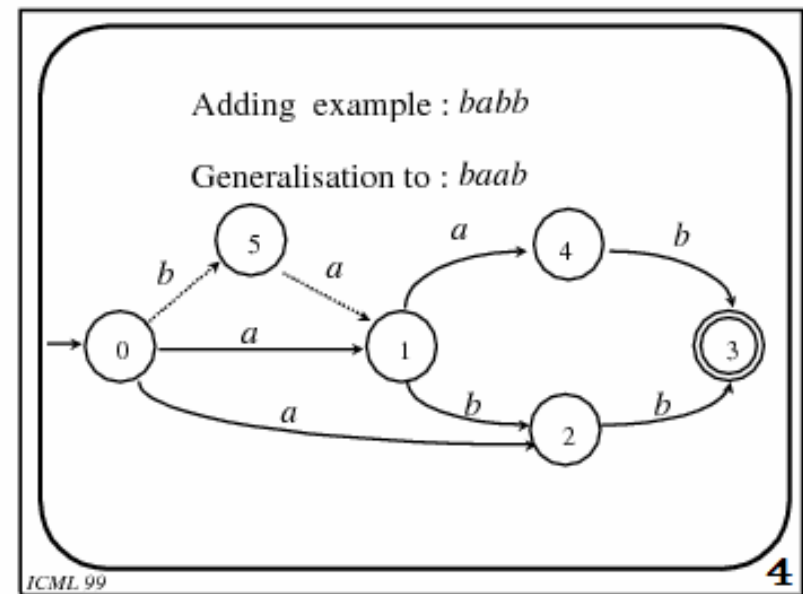 Adding example : babb
Generalisation to : baab
5
a
4
b
b
a
0
a
1
3
a
b
2
b
ICML 99
4